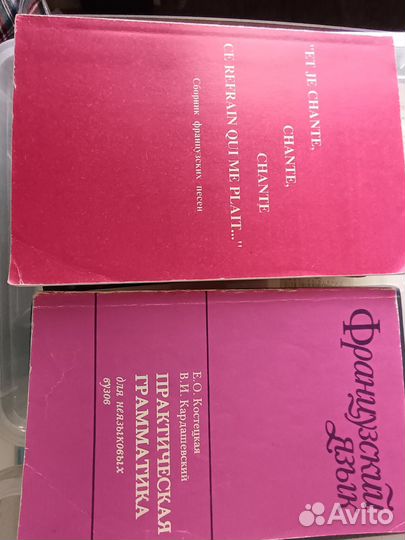 "ET JE CHANTE,
CHANTE,
CHANTE
CE REFRAIN QUI ME PLAIT..."
Сборник французских песен
Французский
язык
Е.О. Костецкая
В.И. Кардашевский
ПРАКТИЧЕСКАЯ
ГРАММАТИКА
для неязыковых
вузов
Avito